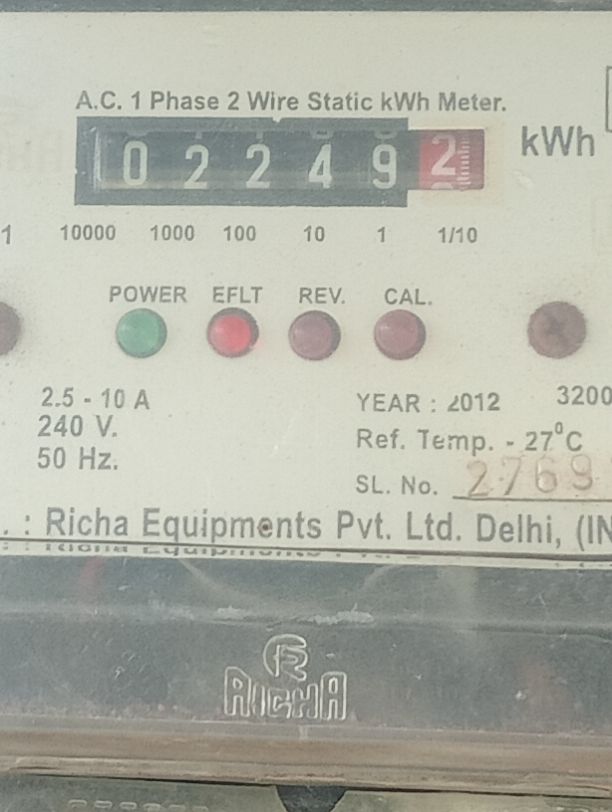 A.C. 1 Phase 2 Wire Static kWh Meter.
0 2 2 4 9 2 kWh
1 10000 1000 100 10 1 1/10
POWER EFLT REV. CAL.
2.5 - 10 A
240 V.
50 Hz.
YEAR : 2012 3200
Ref. Temp. - 27°C
SL. No. 2769
. : Richa Equipments Pvt. Ltd. Delhi, (IN
R
RICHA